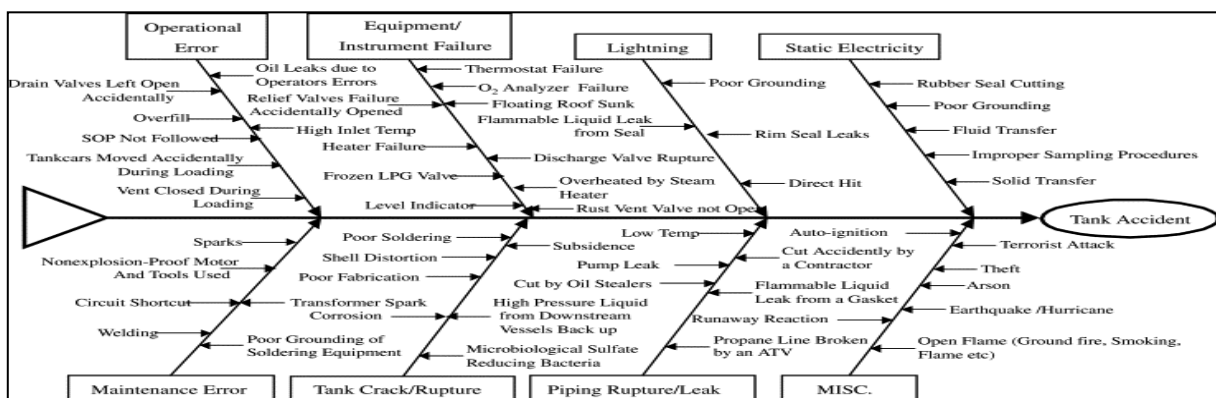 Operational
Error
Equipment/
Instrument Failure
Lightning
Static Electricity
Oil Leaks due to
Operators Errors
Drain Valves Left Open
Accidentally
Overfill
SOP Not Followed
High Inlet Temp
Tankcars Moved Accidentally
During Loading
Vent Closed During
Loading
Thermostat Failure
O2 Analyzer Failure
Relief Valves Failure
Accidentally Opened
Floating Roof Sunk
Heater Failure
Discharge Valve Rupture
Frozen LPG Valve
Overheated by Steam
Heater
Level Indicator
Rust Vent Valve not Ope
Poor Grounding
Flammable Liquid Leak
from Seal
Rim Seal Leaks
Direct Hit
Rubber Seal Cutting
Poor Grounding
Fluid Transfer
Improper Sampling Procedures
Solid Transfer
Tank Accident
Sparks
Nonexplosion-Proof Motor
And Tools Used
Circuit Shortcut
Transformer Spark
Welding
Poor Grounding of
Soldering Equipment
Poor Soldering
Subsidence
Shell Distortion
Poor Fabrication
Corrosion
High Pressure Liquid
from Downstream
Vessels Back up
Microbiological Sulfate
Reducing Bacteria
Low Temp
Cut Accidently by
a Contractor
Pump Leak
Cut by Oil Stealers
Flammable Liquid
Leak from a Gasket
Propane Line Broken
by an ATV
Auto-ignition
Terrorist Attack
Theft
Arson
Earthquake /Hurricane
Runaway Reaction
Open Flame (Ground fire, Smoking,
Flame etc)
Maintenance Error
Tank Crack/Rupture
Piping Rupture/Leak
MISC.